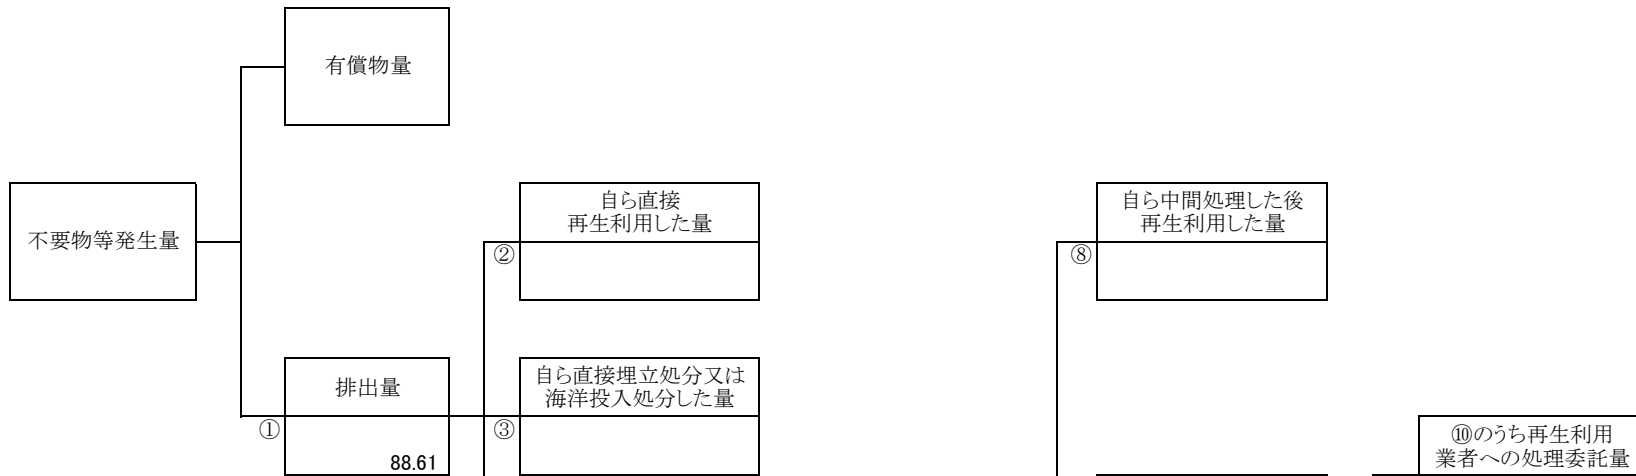 有償物量
不要物等発生量
自ら直接
再生利用した量
②
自ら中間処理した後
再生利用した量
⑧
排出量
①
88.61
自ら直接埋立処分又は
海洋投入処分した量
③
⑩のうち再生利用
業者への処理委託量